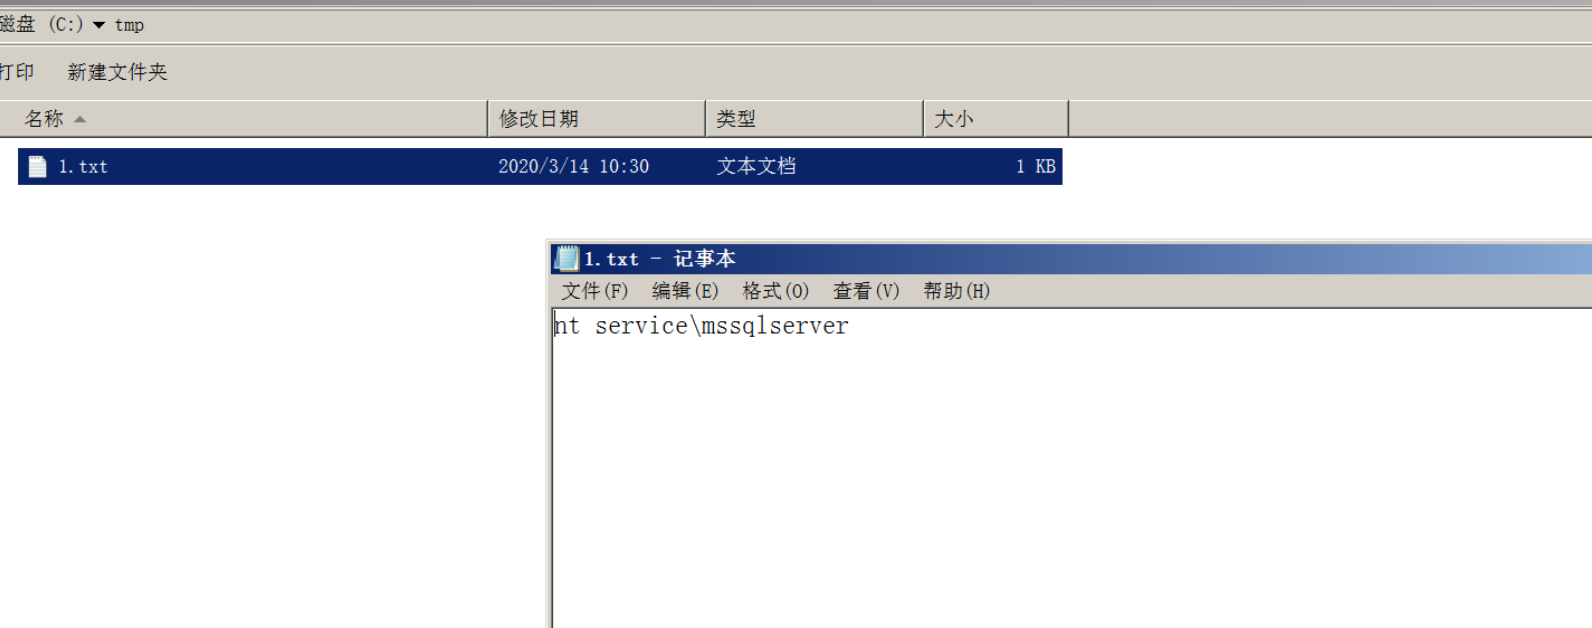 磁盘 (C:) tmp
打印 新建文件夹
名称 修改日期 类型 大小
1.txt 2020/3/14 10:30 文本文档 1 KB
1.txt - 记事本
文件(F) 编辑(E) 格式(O) 查看(V) 帮助(H)
nt service\mssqlserver